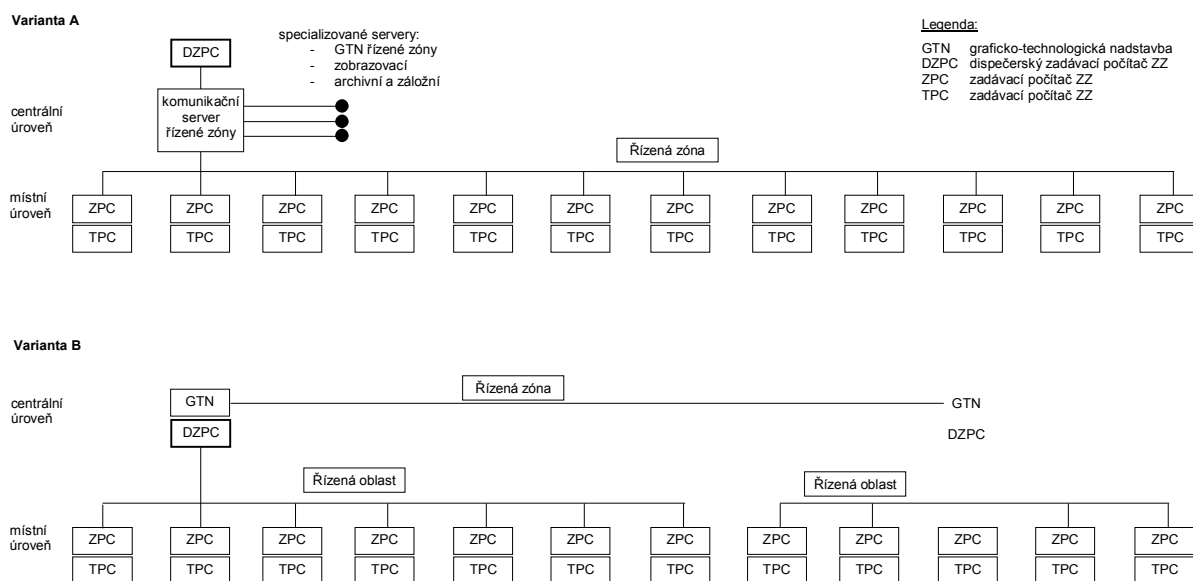 Varianta A
DZPC
specializované servery:
- GTN řízené zóny
- zobrazovací
- archivní a záložní
Legenda:
GTN graficko-technologická nadstavba
DZPC dispečerský zadávací počítač ZZ
ZPC zadávací počítač ZZ
TPC zadávací počítač ZZ
centrální
úroveň
komunikační
server
řízené zóny
Řízená zóna
místní
úroveň
ZPC ZPC ZPC ZPC ZPC ZPC ZPC ZPC ZPC ZPC ZPC ZPC
TPC TPC TPC TPC TPC TPC TPC TPC TPC TPC TPC TPC
Varianta B
centrální
úroveň
GTN
Řízená zóna
GTN
DZPC
DZPC
Řízená oblast
Řízená oblast
místní
úroveň
ZPC ZPC ZPC ZPC ZPC ZPC ZPC ZPC ZPC ZPC ZPC ZPC
TPC TPC TPC TPC TPC TPC TPC TPC TPC TPC TPC TPC